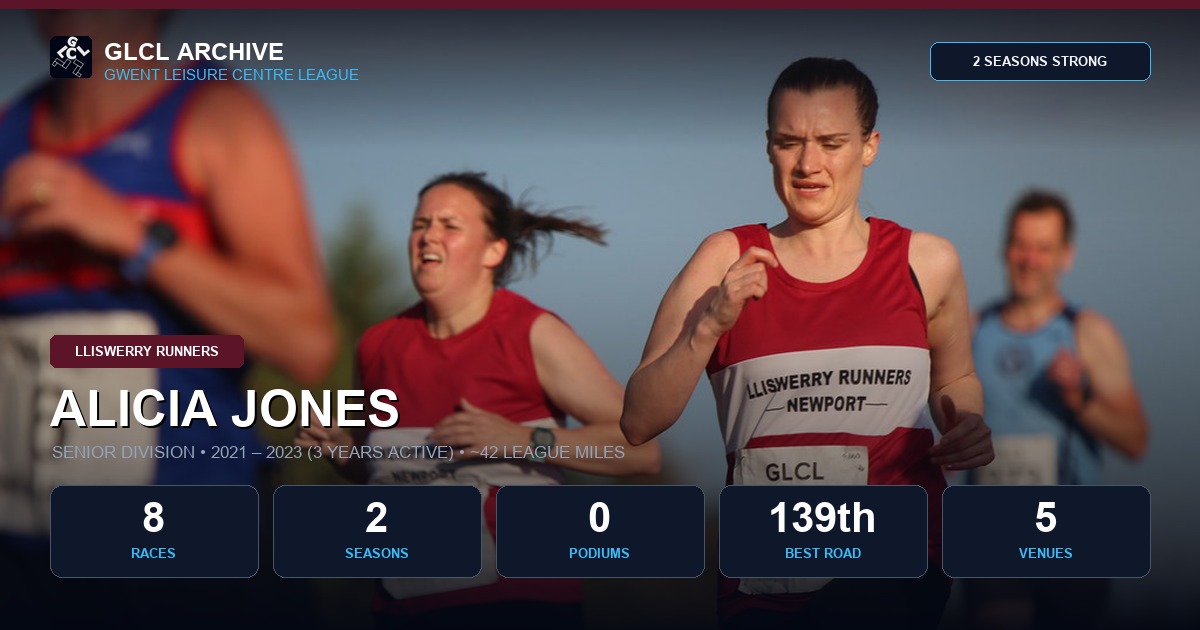 GLCL ARCHIVE
GWENT LEISURE CENTRE LEAGUE
2 SEASONS STRONG
LLISWERRY RUNNERS
NEWPORT
GLCL
NEWPORT
LLISWERRY RUNNERS
ALICIA JONES
SENIOR DIVISION • 2021 – 2023 (3 YEARS ACTIVE) • ~42 LEAGUE MILES
8
RACES
2
SEASONS
0
PODIUMS
139th
BEST ROAD
5
VENUES